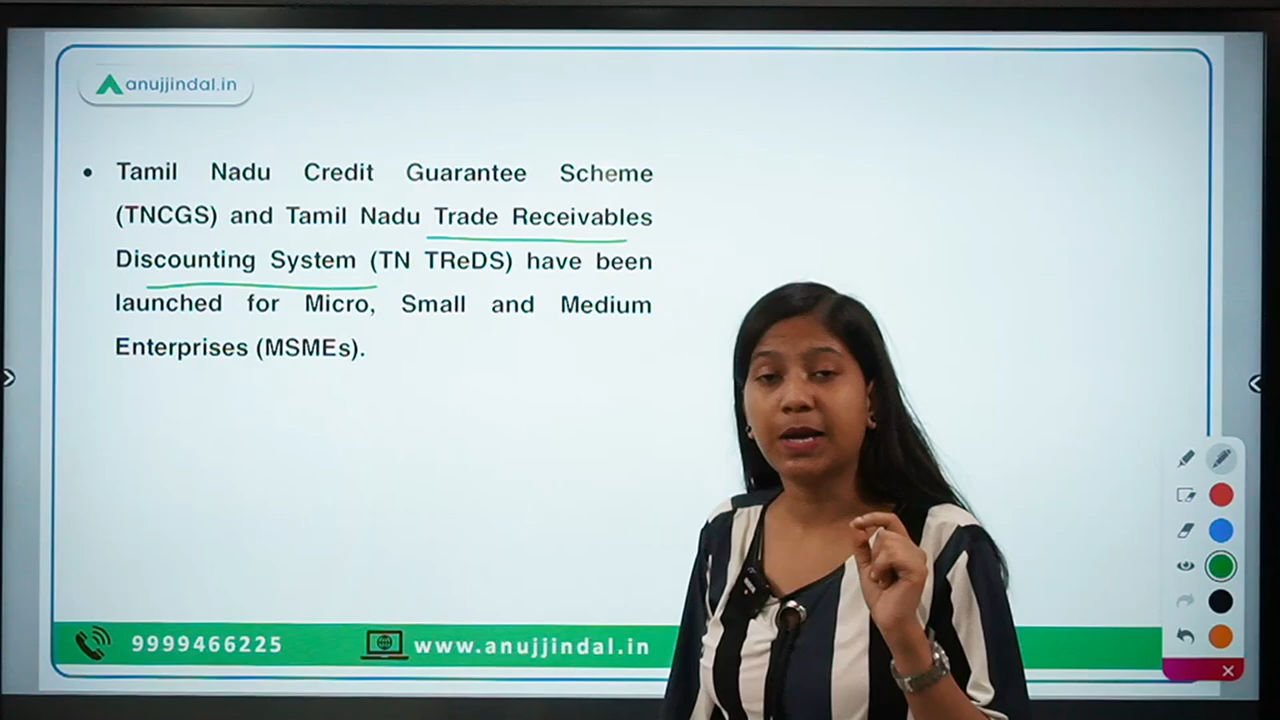 anujjindal.in
• Tamil Nadu Credit Guarantee Scheme
(TNCGS) and Tamil Nadu Trade Receivables
Discounting System (TN TReDS) have been
launched for Micro, Small and Medium
Enterprises (MSMEs).
9999466225 www.anujjindal.in